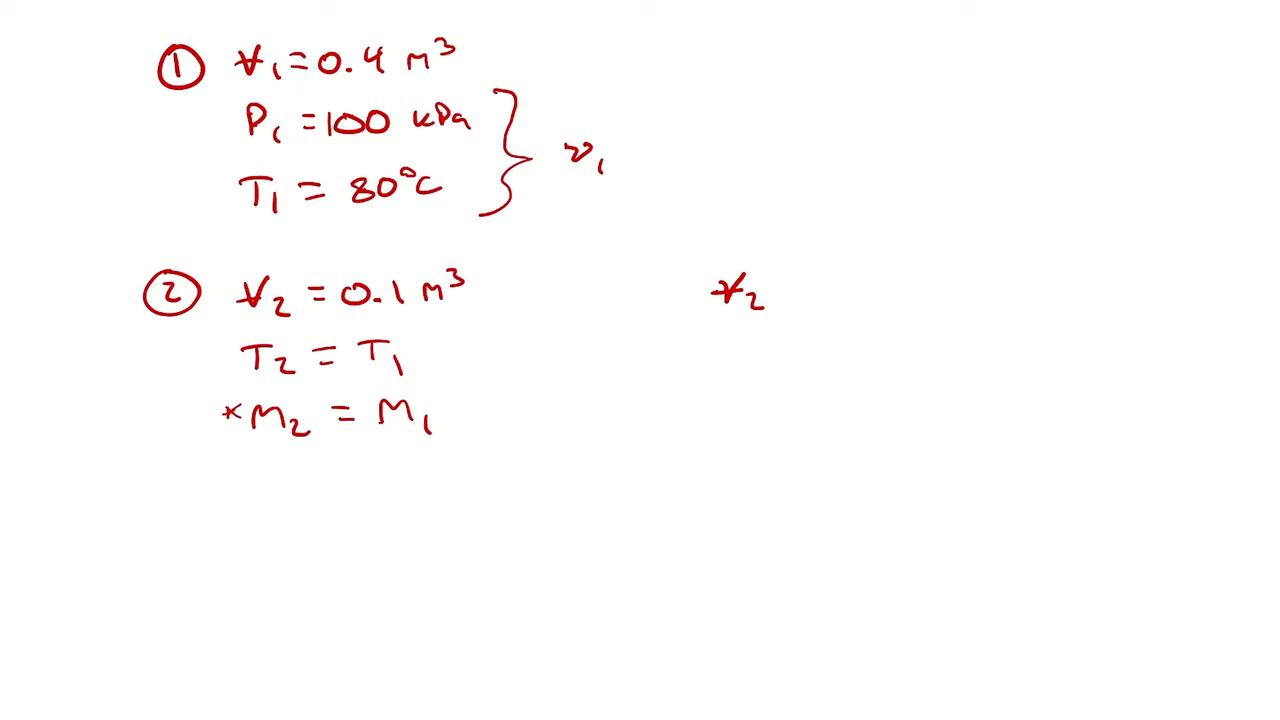 ① V₁ = 0.4 m³
P₁ = 100 kPa
T₁ = 80°C
v₁
② V₂ = 0.1 m³
V₂
T₂ = T₁
*m₂ = m₁